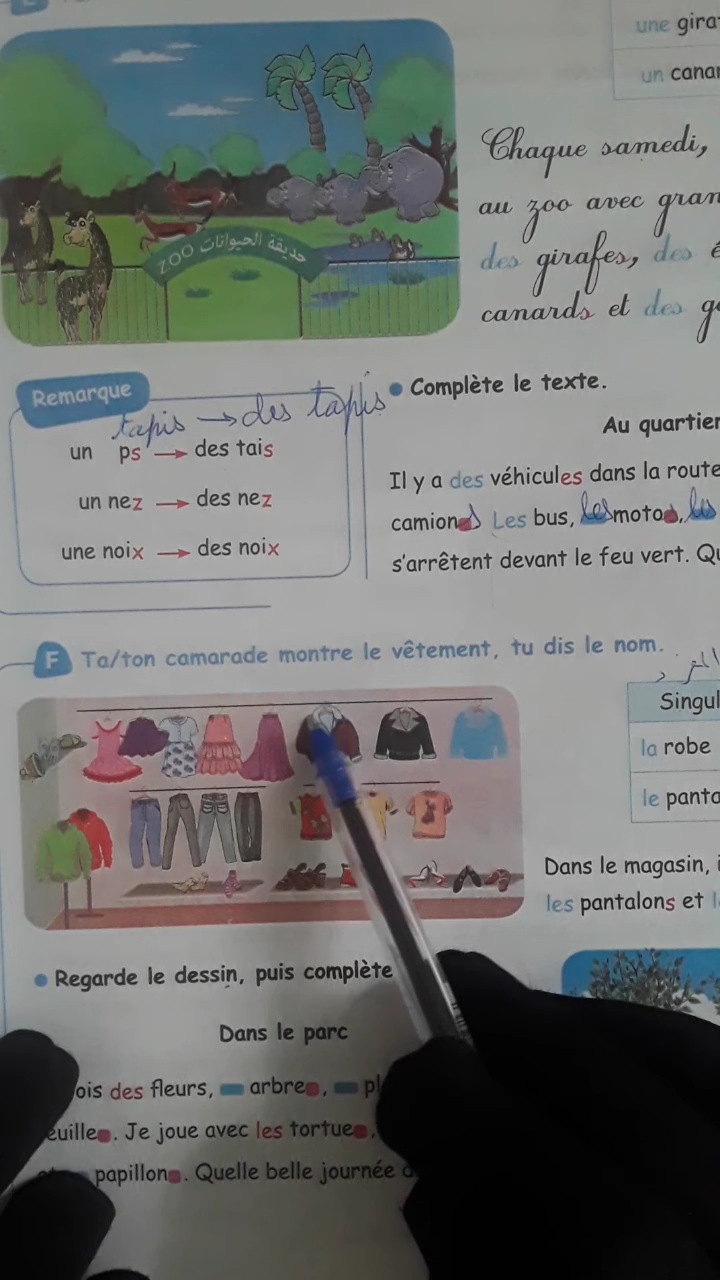 une gira
un cana
ZOO حديقة الحيوانات
Chaque samedi,
au zoo avec gran
des girafes, des é
canards et des g
Remarque
tapis → des tapis
un ps → des tais
un nez → des nez
une noix → des noix
Complète le texte.
Au quartier
Il y a des véhicules dans la route
camions Les bus, les motos, les
s'arrêtent devant le feu vert. Qu
F Ta/ton camarade montre le vêtement, tu dis le nom.
Singul
la robe
le panta
Dans le magasin, i
les pantalons et l
Regarde le dessin, puis complète
Dans le parc
ois des fleurs, arbre, pl
euille. Je joue avec les tortue,
papillon. Quelle belle journée